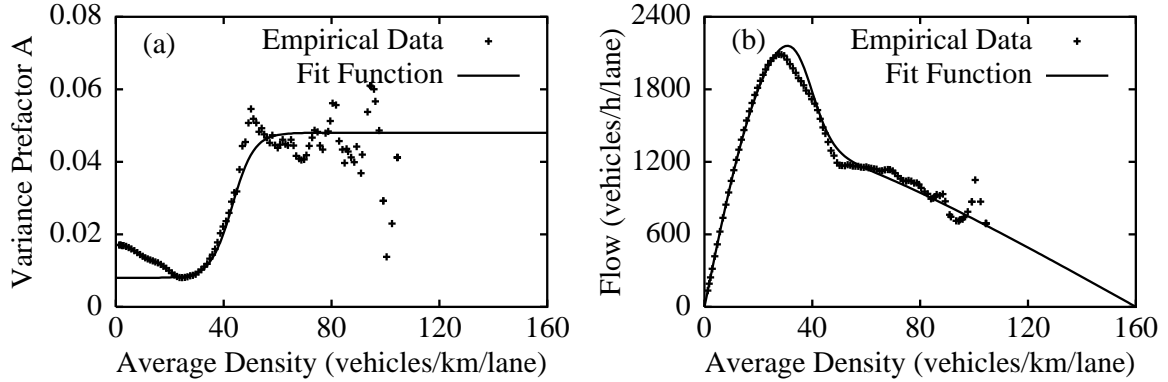 (a)
Empirical Data
Fit Function
Variance Prefactor A
0.08
0.06
0.04
0.02
0
0 40 80 120 160
Average Density (vehicles/km/lane)
(b)
Empirical Data
Fit Function
Flow (vehicles/h/lane)
2400
1800
1200
600
0
0 40 80 120 160
Average Density (vehicles/km/lane)